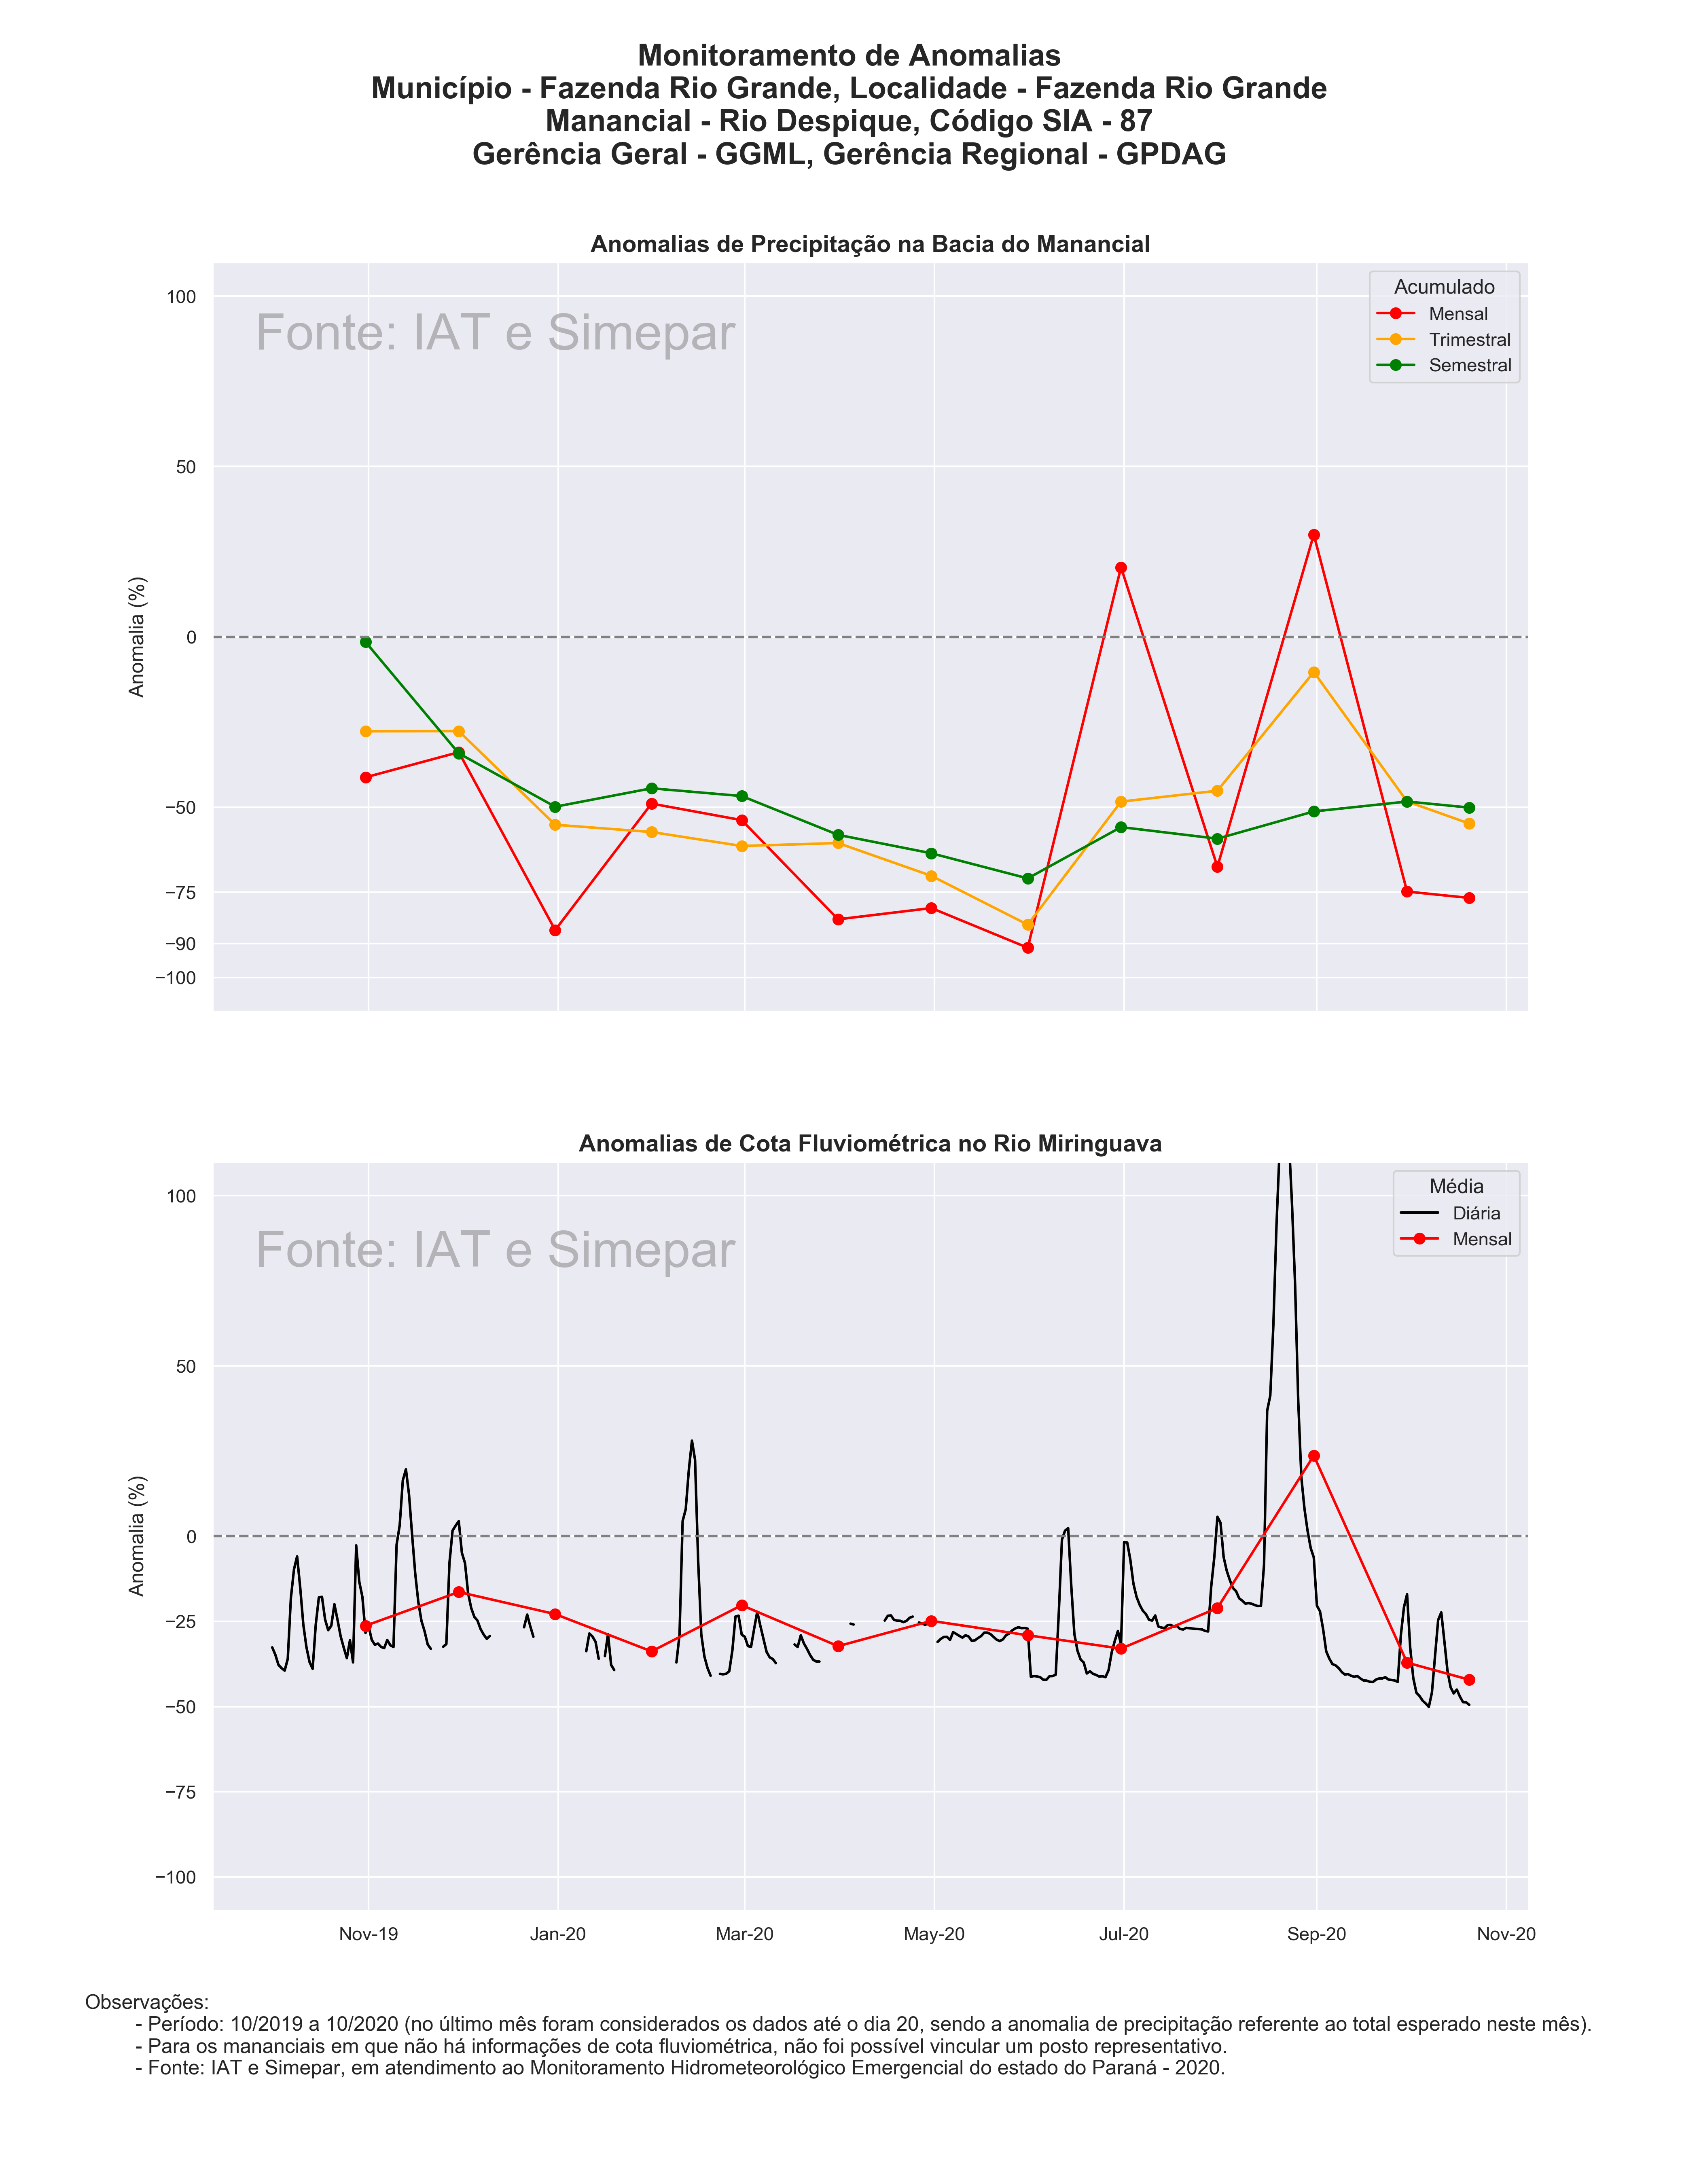 Monitoramento de Anomalias
Município - Fazenda Rio Grande, Localidade - Fazenda Rio Grande
Manancial - Rio Despique, Código SIA - 87
Gerência Geral - GGML, Gerência Regional - GPDAG
Anomalias de Precipitação na Bacia do Manancial
Fonte: IAT e Simepar
Acumulado
Mensal
Trimestral
Semestral
Anomalia (%)
100
50
0
−50
−75
−90
−100
Anomalias de Cota Fluviométrica no Rio Miringuava
Fonte: IAT e Simepar
Média
Diária
Mensal
Anomalia (%)
100
50
0
−25
−50
−75
−100
Nov-19 Jan-20 Mar-20 May-20 Jul-20 Sep-20 Nov-20
Observações:
- Período: 10/2019 a 10/2020 (no último mês foram considerados os dados até o dia 20, sendo a anomalia de precipitação referente ao total esperado neste mês).
- Para os mananciais em que não há informações de cota fluviométrica, não foi possível vincular um posto representativo.
- Fonte: IAT e Simepar, em atendimento ao Monitoramento Hidrometeorológico Emergencial do estado do Paraná - 2020.